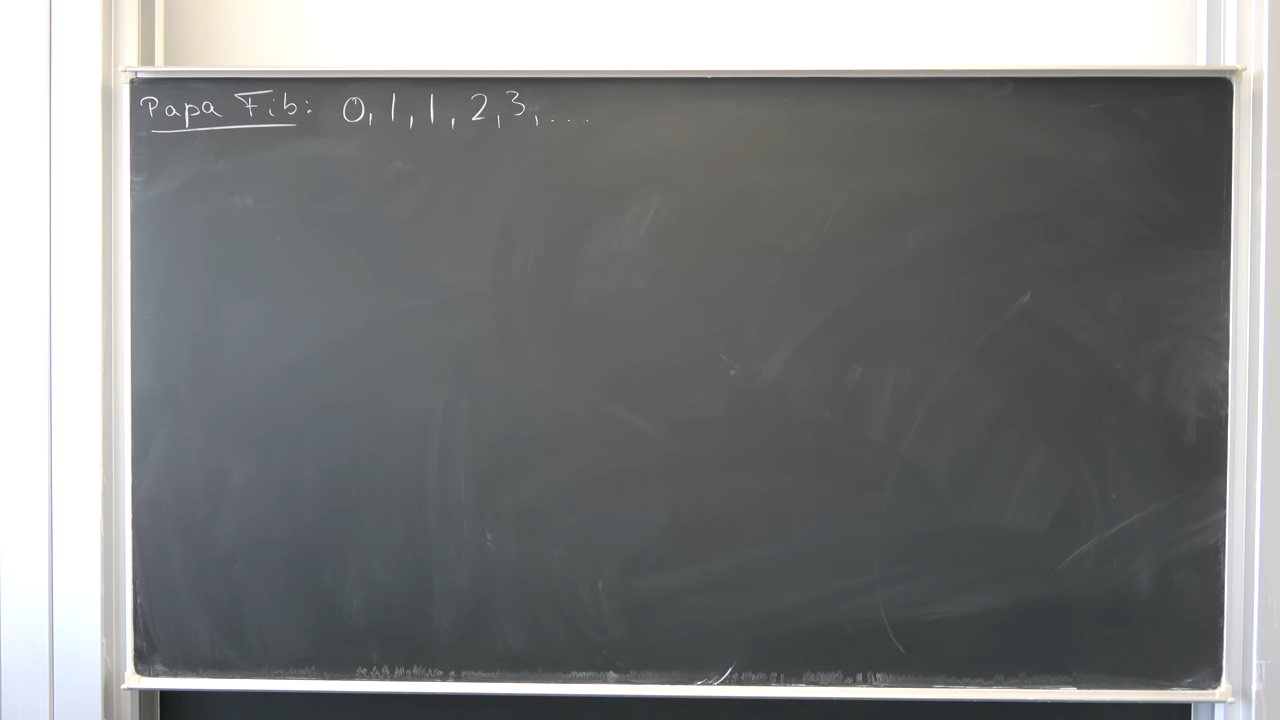 Papa Fib: 0, 1, 1, 2, 3, ...